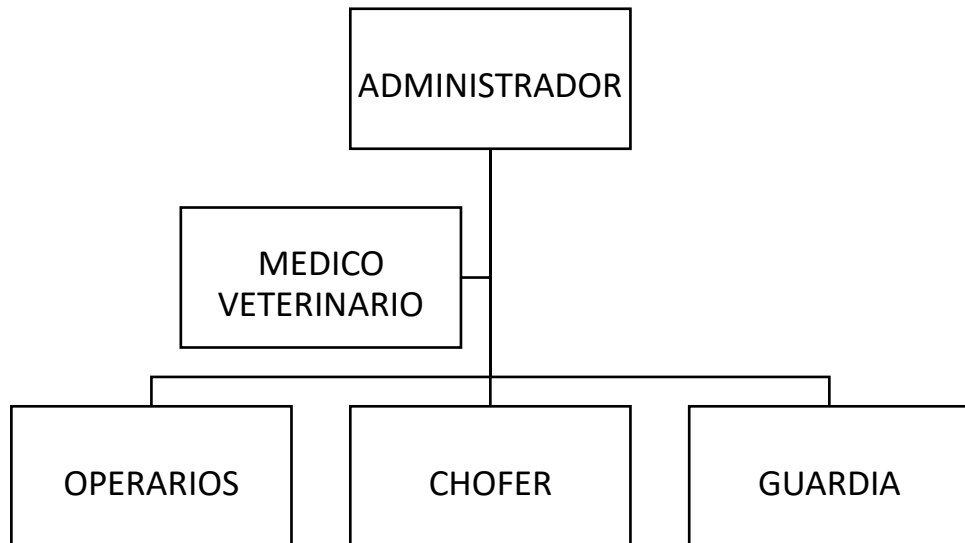 ADMINISTRADOR
MEDICO
VETERINARIO
OPERARIOS
CHOFER
GUARDIA